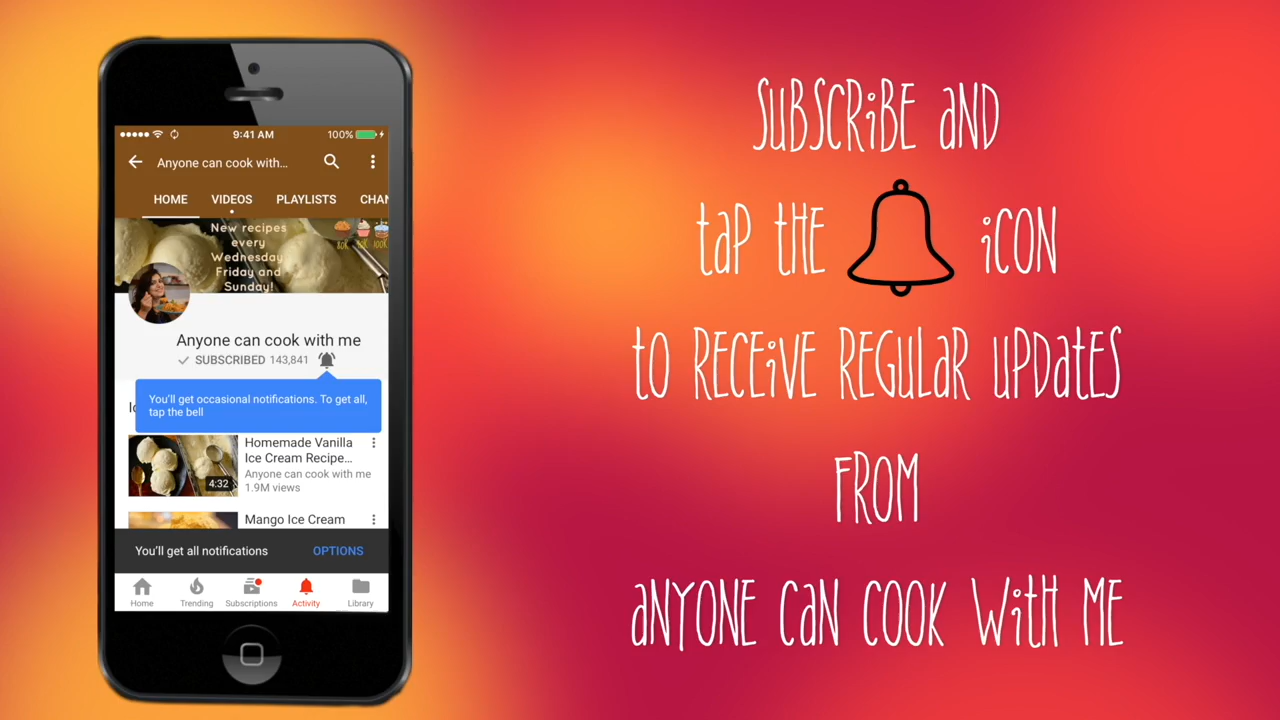 9:41 AM 100%
Anyone can cook with...
HOME VIDEOS PLAYLISTS CHAN
New recipes
every
Wednesday
Friday and
Sunday!
80K 100K
Anyone can cook with me
SUBSCRIBED 143,841
You'll get occasional notifications. To get all,
tap the bell
Homemade Vanilla
Ice Cream Recipe...
Anyone can cook with me
1.9M views
4:32
Mango Ice Cream
You'll get all notifications OPTIONS
Home Trending Subscriptions Activity Library
SUBSCRiBE aND
taP tHE iCON
tO RECEiVE REGULaR UPDatES
FROM
aNYONE CaN COOK WitH ME